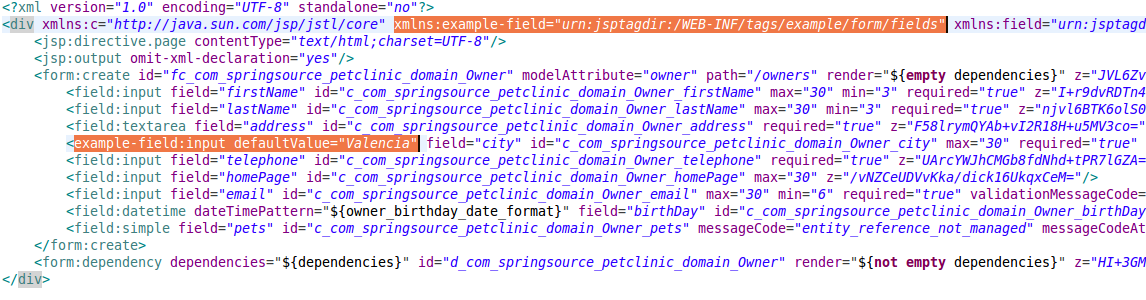 <?xml version="1.0" encoding="UTF-8" standalone="no"?>
<div xmlns:c="http://java.sun.com/jsp/jstl/core" xmlns:example-field="urn:jsptagdir:/WEB-INF/tags/example/form/fields" xmlns:field="urn:jsptagd
<jsp:directive.page contentType="text/html;charset=UTF-8"/>
<jsp:output omit-xml-declaration="yes"/>
<form:create id="fc_com_springsource_petclinic_domain_Owner" modelAttribute="owner" path="/owners" render="${empty dependencies}" z="JVL6Zv
<field:input field="firstName" id="c_com_springsource_petclinic_domain_Owner_firstName" max="30" min="3" required="true" z="I+r9dvRDTn4
<field:input field="lastName" id="c_com_springsource_petclinic_domain_Owner_lastName" max="30" min="3" required="true" z="njvl6BTK6olS0
<field:textarea field="address" id="c_com_springsource_petclinic_domain_Owner_address" required="true" z="F58lrymQYAb+vI2R18H+u5MV3co="
<example-field:input defaultValue="Valencia" field="city" id="c_com_springsource_petclinic_domain_Owner_city" max="30" required="true"
<field:input field="telephone" id="c_com_springsource_petclinic_domain_Owner_telephone" required="true" z="UArcYWJhCMGb8fdNhd+tPR7lGZA=
<field:input field="homePage" id="c_com_springsource_petclinic_domain_Owner_homePage" max="30" z="/vNZCeUDVvKka/dick16UkqxCeM="/>
<field:input field="email" id="c_com_springsource_petclinic_domain_Owner_email" max="30" min="6" required="true" validationMessageCode=
<field:datetime dateTimePattern="${owner_birthday_date_format}" field="birthDay" id="c_com_springsource_petclinic_domain_Owner_birthDay
<field:simple field="pets" id="c_com_springsource_petclinic_domain_Owner_pets" messageCode="entity_reference_not_managed" messageCodeAt
</form:create>
<form:dependency dependencies="${dependencies}" id="d_com_springsource_petclinic_domain_Owner" render="${not empty dependencies}" z="HI+3GM
</div>